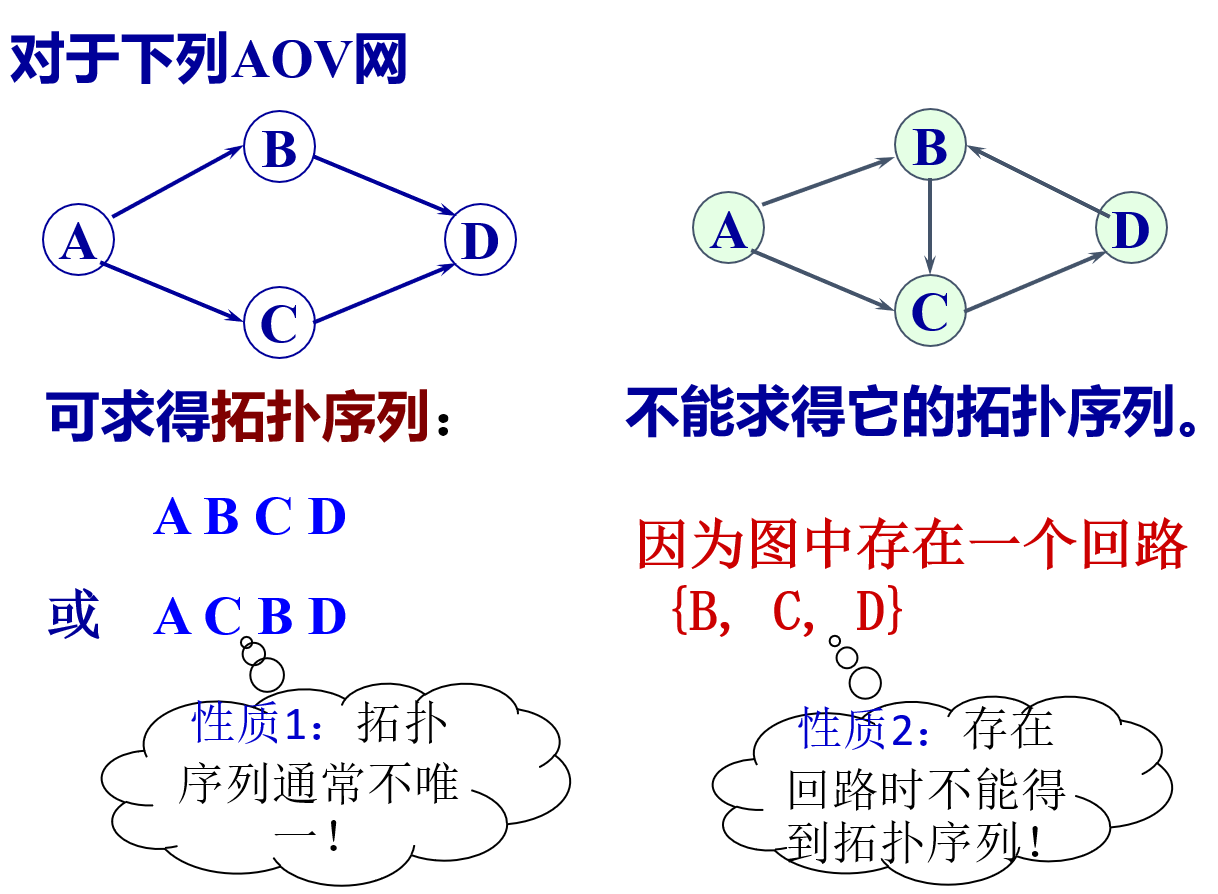 对于下列AOV网
B
A
D
C
可求得拓扑序列：
A B C D
或 A C B D
性质1：拓扑
序列通常不唯
一！
B
A
D
C
不能求得它的拓扑序列。
因为图中存在一个回路
{B, C, D}
性质2：存在
回路时不能得
到拓扑序列！